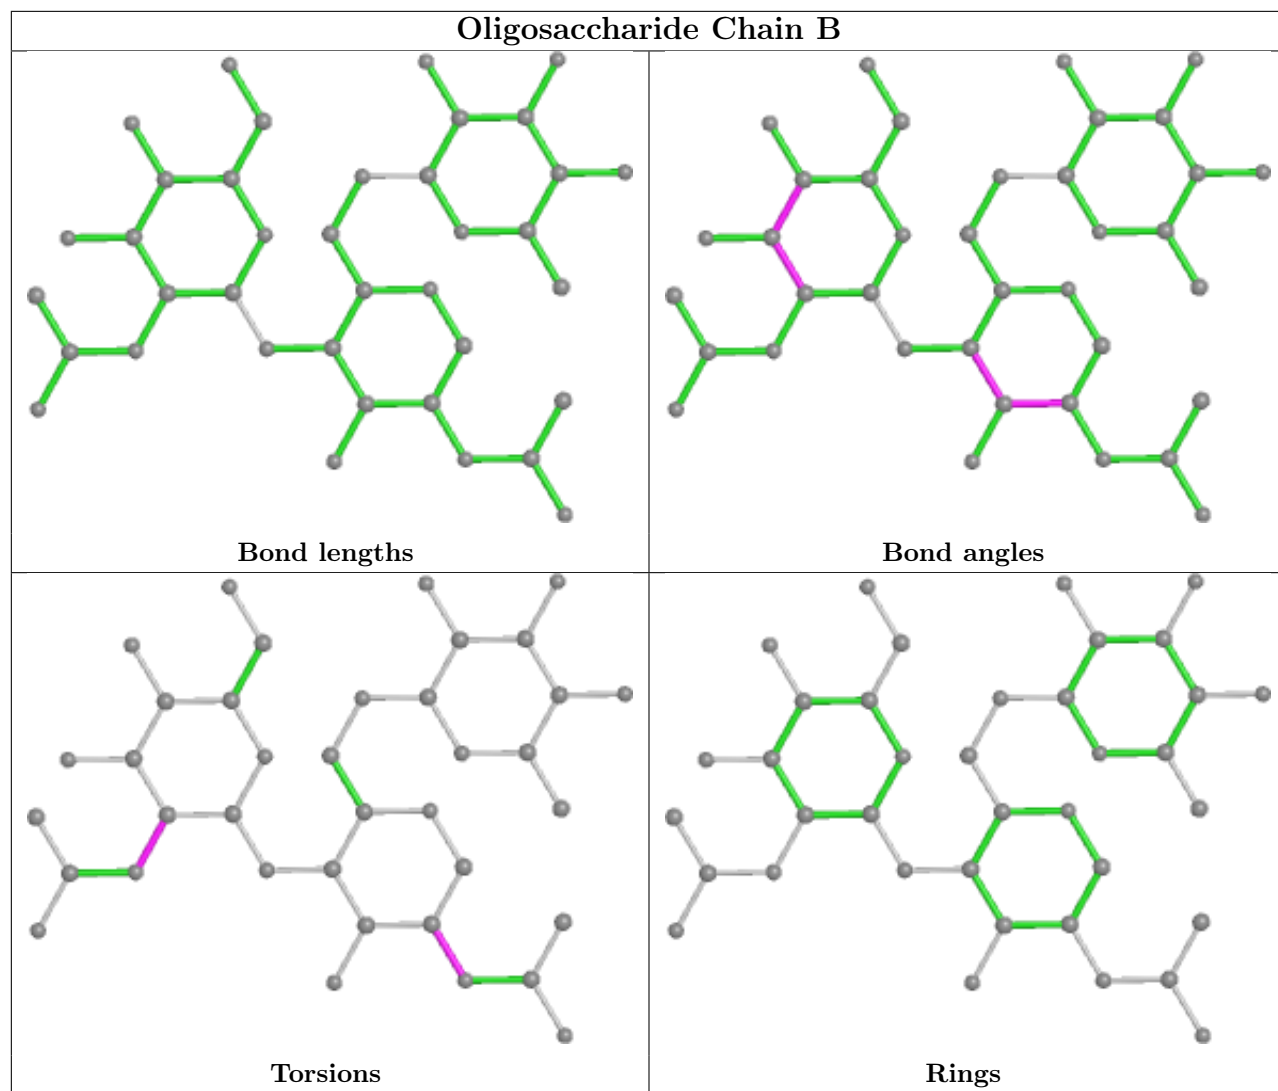 Oligosaccharide Chain B
Bond lengths
Bond angles
Torsions
Rings